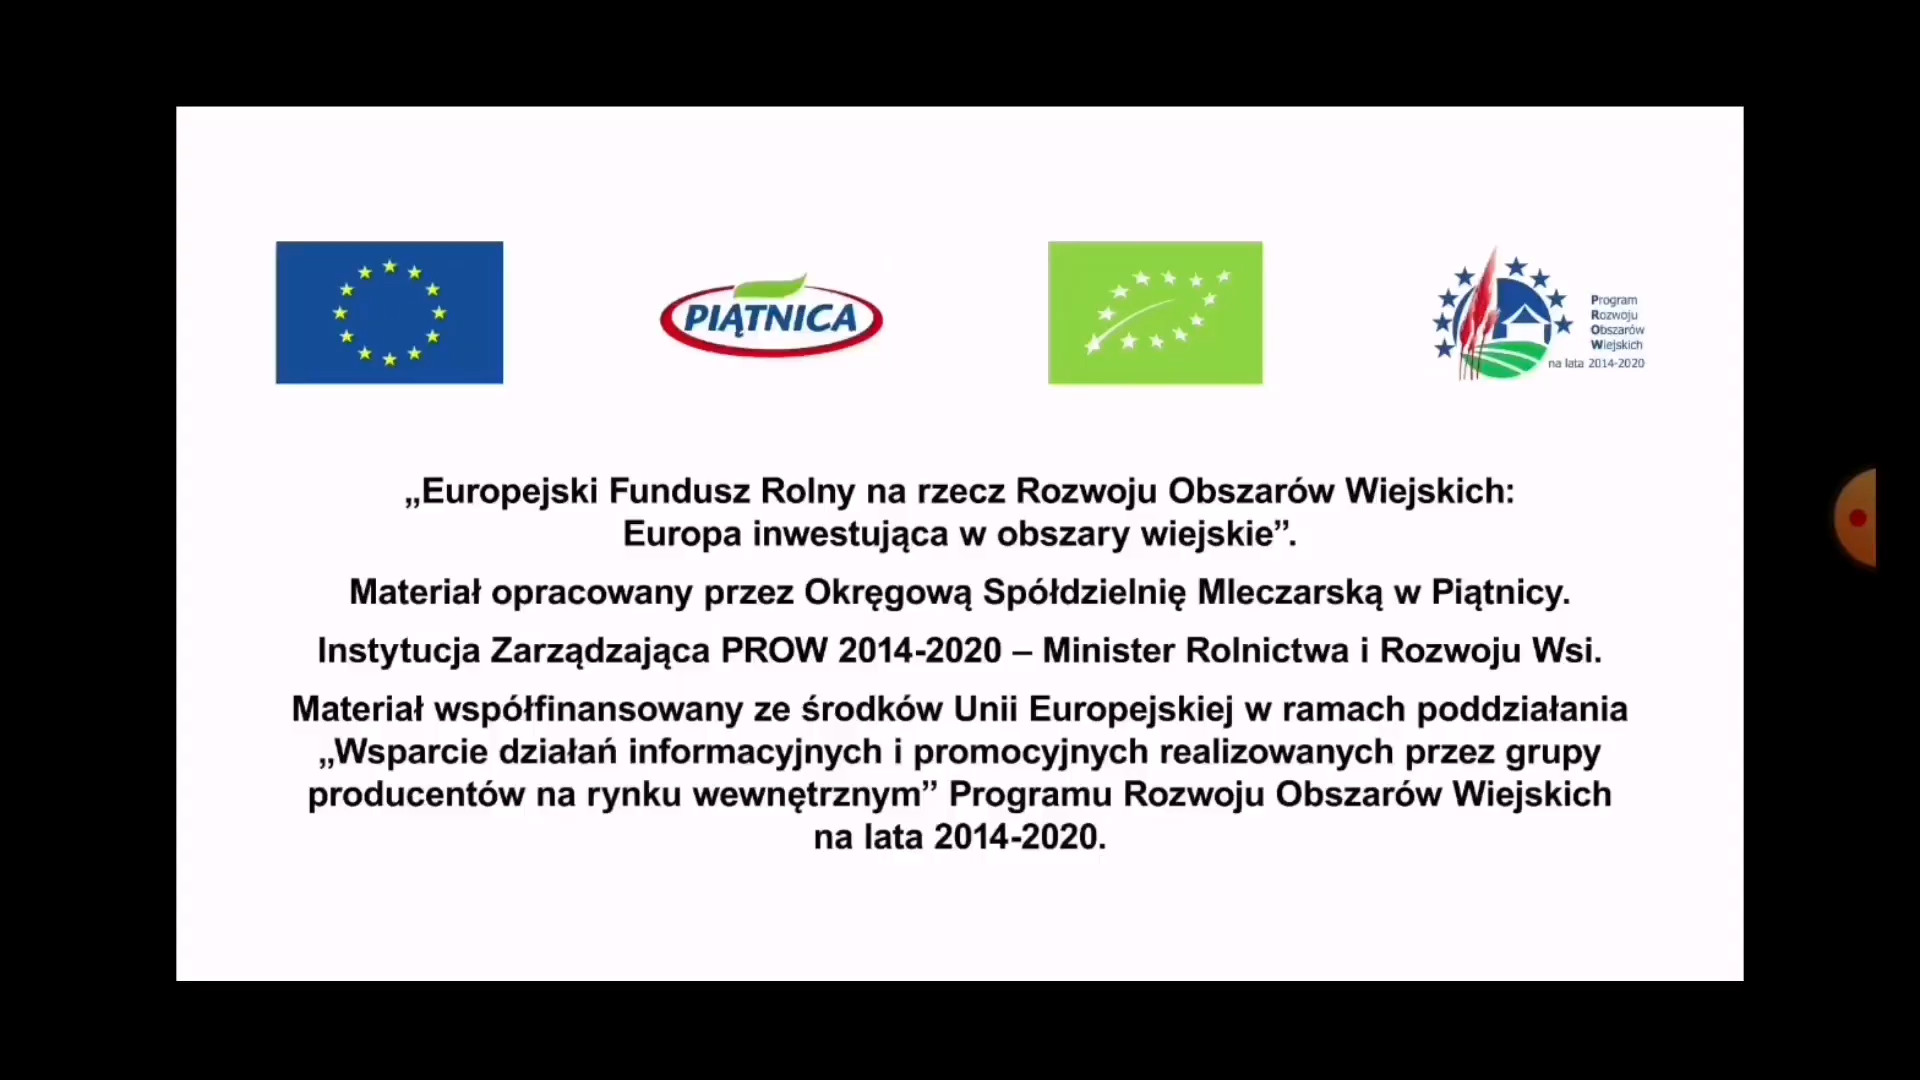 PIĄTNICA
Program
Rozwoju
Obszarów
Wiejskich
na lata 2014-2020
„Europejski Fundusz Rolny na rzecz Rozwoju Obszarów Wiejskich:
Europa inwestująca w obszary wiejskie”.
Materiał opracowany przez Okręgową Spółdzielnię Mleczarską w Piątnicy.
Instytucja Zarządzająca PROW 2014-2020 – Minister Rolnictwa i Rozwoju Wsi.
Materiał współfinansowany ze środków Unii Europejskiej w ramach poddziałania
„Wsparcie działań informacyjnych i promocyjnych realizowanych przez grupy
producentów na rynku wewnętrznym” Programu Rozwoju Obszarów Wiejskich
na lata 2014-2020.